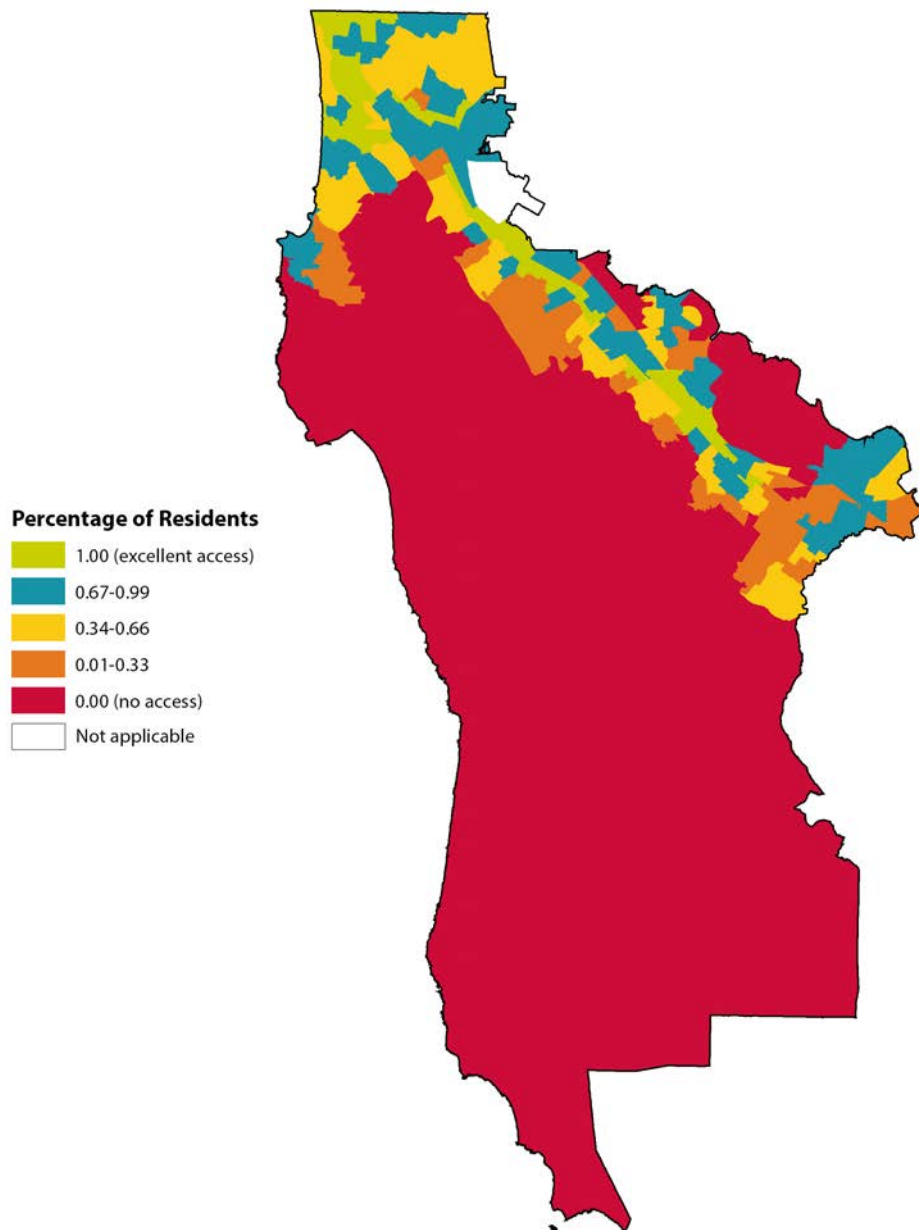 Percentage of Residents
1.00 (excellent access)
0.67-0.99
0.34-0.66
0.01-0.33
0.00 (no access)
Not applicable